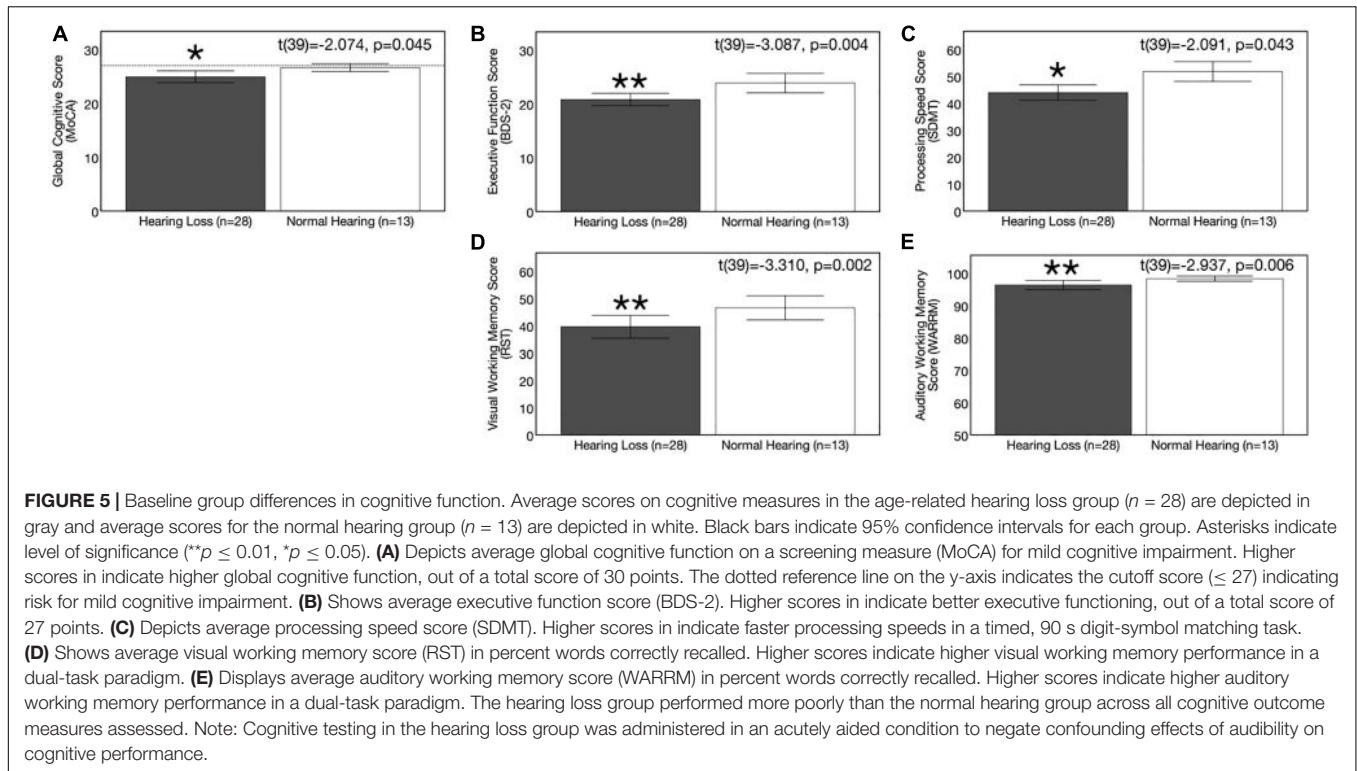 A
t(39)=-2.074, p=0.045
30
20
10
0
Global Cognitive Score
(MoCA)
*
Hearing Loss (n=28) Normal Hearing (n=13)
B
t(39)=-3.087, p=0.004
30
20
10
0
Executive Function Score
(BDS-2)
**
Hearing Loss (n=28) Normal Hearing (n=13)
C
t(39)=-2.091, p=0.043
60
50
40
30
20
10
0
Processing Speed Score
(SDMT)
*
Hearing Loss (n=28) Normal Hearing (n=13)
D
t(39)=-3.310, p=0.002
60
50
40
30
20
10
0
Visual Working Memory Score
(RST)
**
Hearing Loss (n=28) Normal Hearing (n=13)
E
t(39)=-2.937, p=0.006
100
90
80
70
60
50
Auditory Working Memory
Score (WARRM)
**
Hearing Loss (n=28) Normal Hearing (n=13)
FIGURE 5 | Baseline group differences in cognitive function. Average scores on cognitive measures in the age-related hearing loss group (n = 28) are depicted in
gray and average scores for the normal hearing group (n = 13) are depicted in white. Black bars indicate 95% confidence intervals for each group. Asterisks indicate
level of significance (**p ≤ 0.01, *p ≤ 0.05). (A) Depicts average global cognitive function on a screening measure (MoCA) for mild cognitive impairment. Higher
scores in indicate higher global cognitive function, out of a total score of 30 points. The dotted reference line on the y-axis indicates the cutoff score (≤ 27) indicating
risk for mild cognitive impairment. (B) Shows average executive function score (BDS-2). Higher scores in indicate better executive functioning, out of a total score of
27 points. (C) Depicts average processing speed score (SDMT). Higher scores in indicate faster processing speeds in a timed, 90 s digit-symbol matching task.
(D) Shows average visual working memory score (RST) in percent words correctly recalled. Higher scores indicate higher visual working memory performance in a
dual-task paradigm. (E) Displays average auditory working memory score (WARRM) in percent words correctly recalled. Higher scores indicate higher auditory
working memory performance in a dual-task paradigm. The hearing loss group performed more poorly than the normal hearing group across all cognitive outcome
measures assessed. Note: Cognitive testing in the hearing loss group was administered in an acutely aided condition to negate confounding effects of audibility on
cognitive performance.